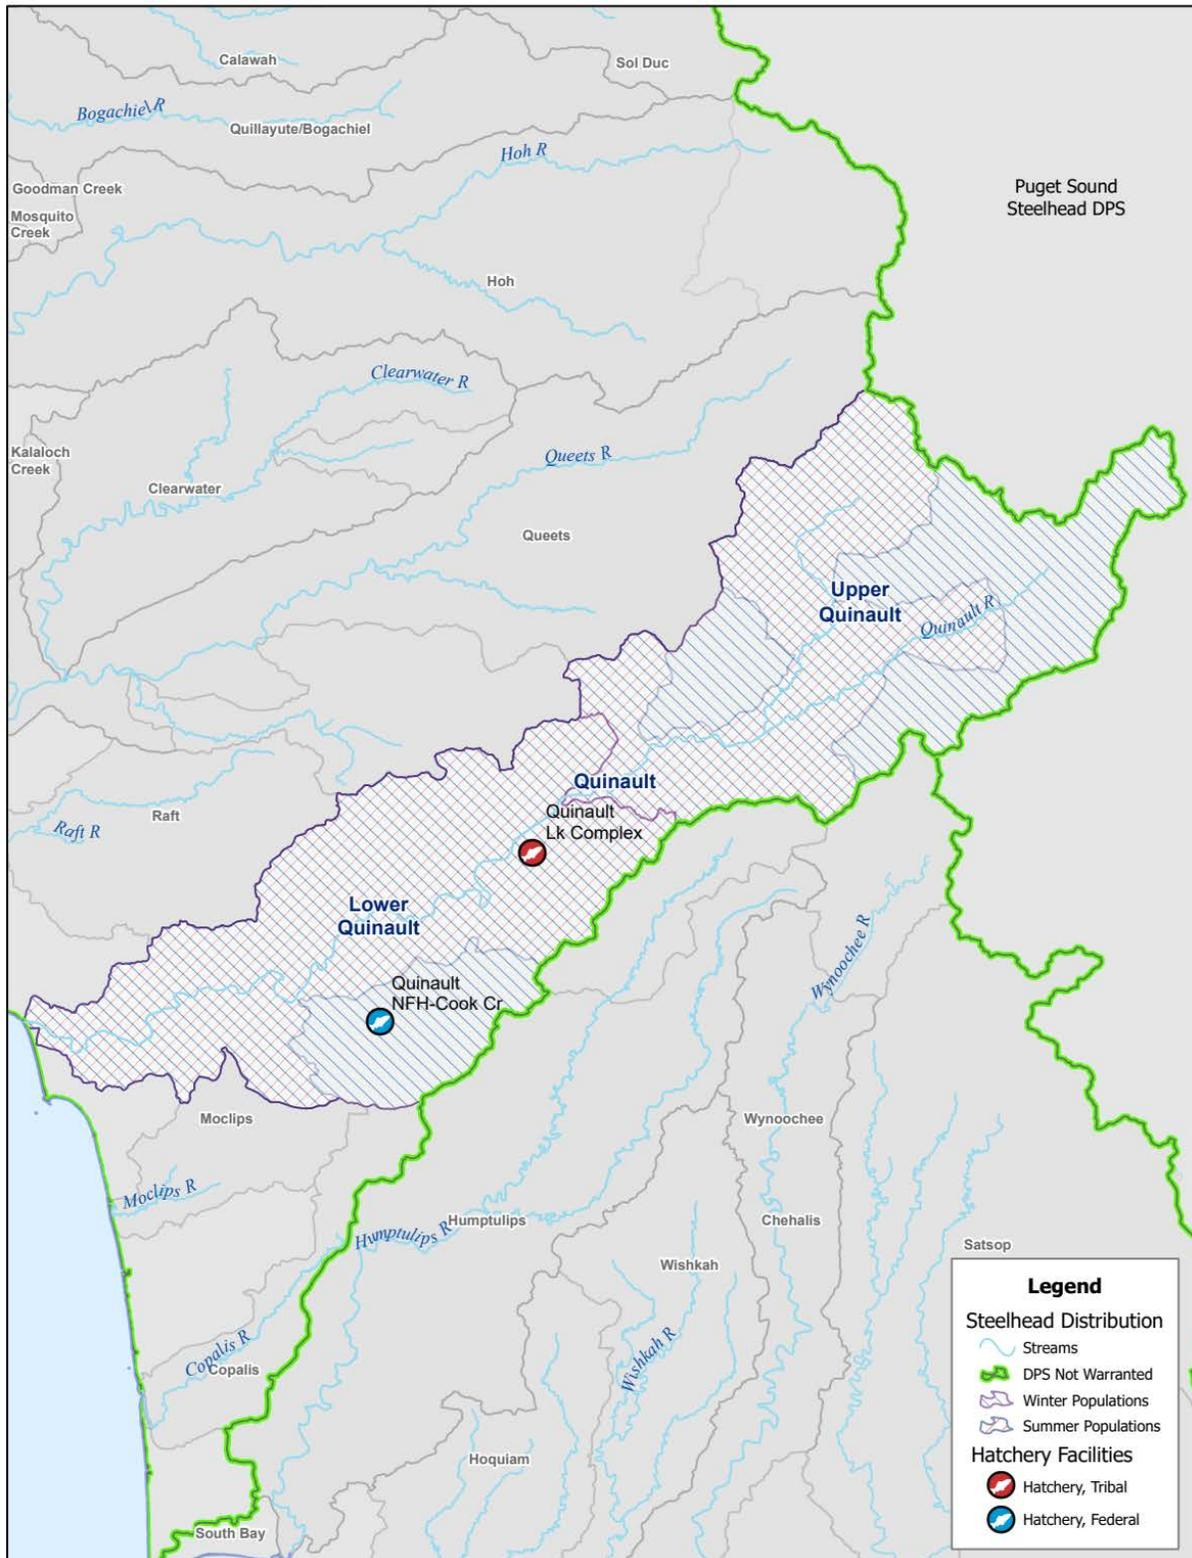 Calawah
Sol Duc
Bogachiel R
Quillayute/Bogachiel
Hoh R
Goodman Creek
Mosquito
Creek
Puget Sound
Steelhead DPS
Hoh
Clearwater R
Kalaloch
Creek
Queets R
Clearwater
Queets
Upper
Quinault
Quinault R
Quinault
Raft
Raft R
Quinault
Lk Complex
Lower
Quinault
Wynoochee R
Quinault
NFH-Cook Cr
Moclips
Wynoochee
Moclips R
Humptulips R
Humptulips
Chehalis
Satsop
Wishkah
Copalis R
Copalis
Wishkah R
Hoquiam
South Bay
Legend
Steelhead Distribution
Streams
DPS Not Warranted
Winter Populations
Summer Populations
Hatchery Facilities
Hatchery, Tribal
Hatchery, Federal